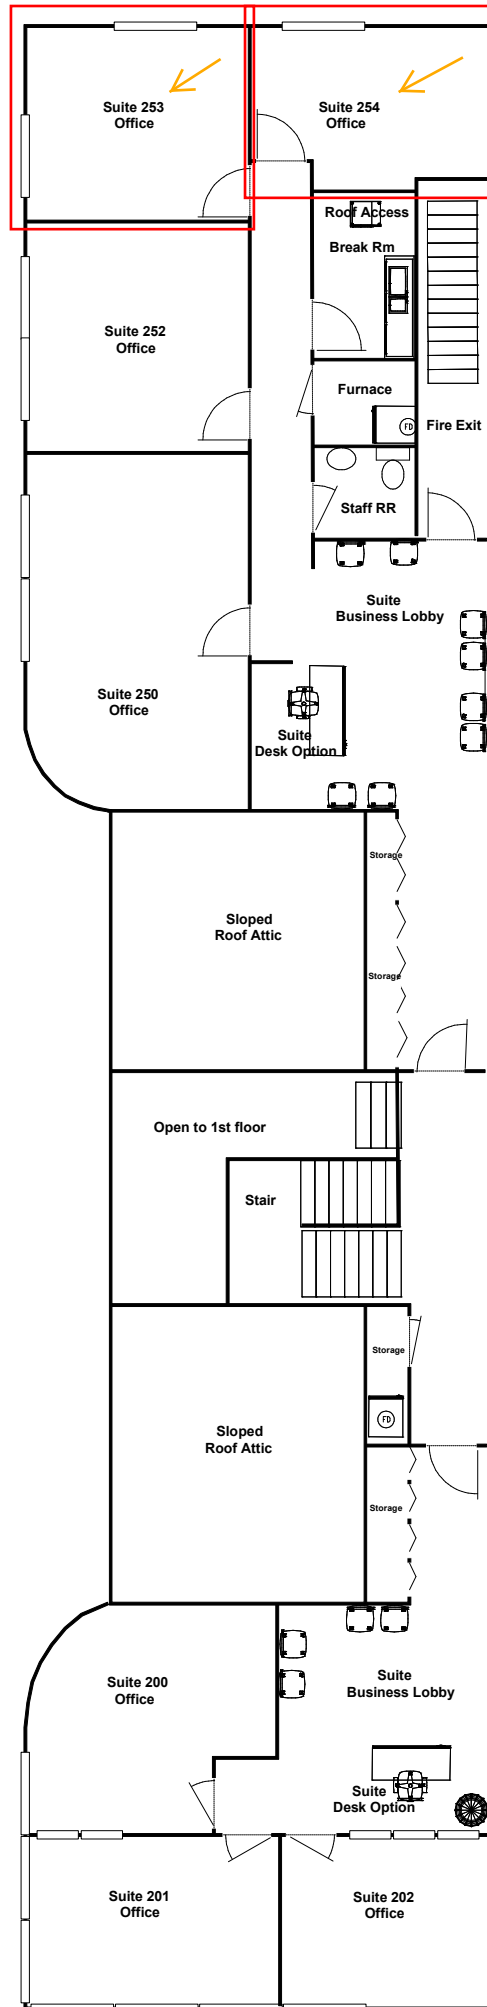 Suite 253
Office
Suite 254
Office
Roof Access
Break Rm
Suite 252
Office
Furnace
FD
Fire Exit
Staff RR
Suite
Business Lobby
Suite 250
Office
Suite
Desk Option
Storage
Sloped
Roof Attic
Storage
Open to 1st floor
Stair
Storage
FD
Sloped
Roof Attic
Storage
Suite 200
Office
Suite
Business Lobby
Suite
Desk Option
Suite 201
Office
Suite 202
Office